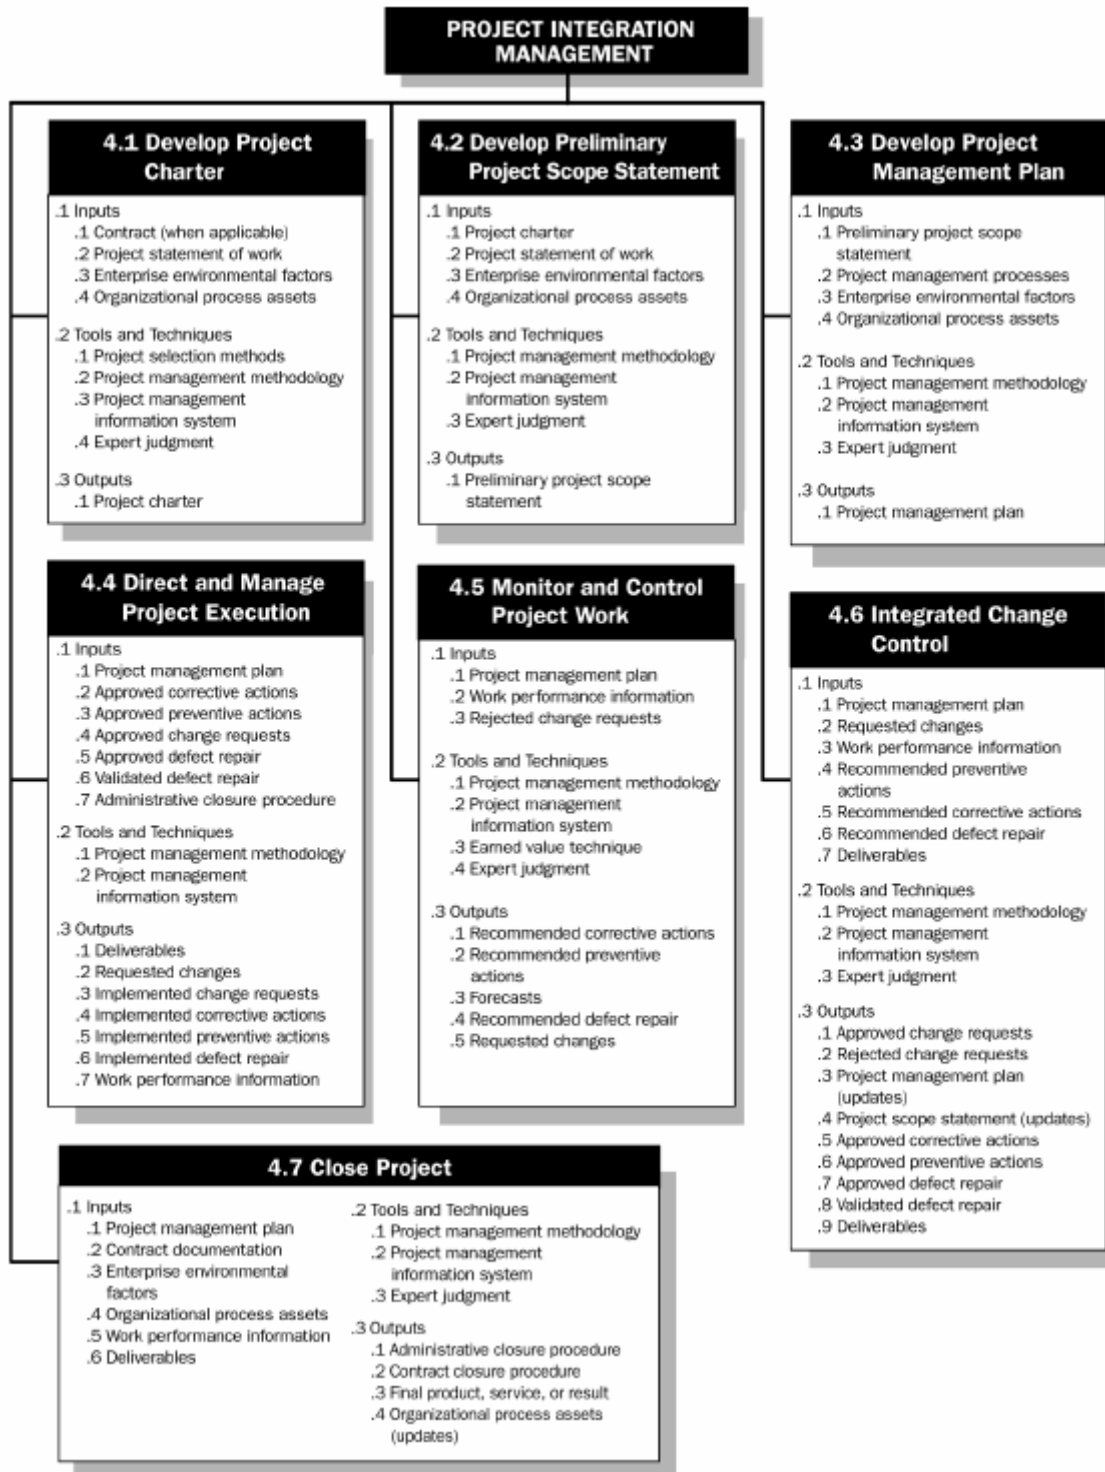 PROJECT INTEGRATION
MANAGEMENT
4.1 Develop Project
Charter
.1 Inputs
.1 Contract (when applicable)
.2 Project statement of work
.3 Enterprise environmental factors
.4 Organizational process assets
.2 Tools and Techniques
.1 Project selection methods
.2 Project management methodology
.3 Project management
information system
.4 Expert judgment
.3 Outputs
.1 Project charter
4.2 Develop Preliminary
Project Scope Statement
.1 Inputs
.1 Project charter
.2 Project statement of work
.3 Enterprise environmental factors
.4 Organizational process assets
.2 Tools and Techniques
.1 Project management methodology
.2 Project management
information system
.3 Expert judgment
.3 Outputs
.1 Preliminary project scope
statement
4.3 Develop Project
Management Plan
.1 Inputs
.1 Preliminary project scope
statement
.2 Project management processes
.3 Enterprise environmental factors
.4 Organizational process assets
.2 Tools and Techniques
.1 Project management methodology
.2 Project management
information system
.3 Expert judgment
.3 Outputs
.1 Project management plan
4.4 Direct and Manage
Project Execution
.1 Inputs
.1 Project management plan
.2 Approved corrective actions
.3 Approved preventive actions
.4 Approved change requests
.5 Approved defect repair
.6 Validated defect repair
.7 Administrative closure procedure
.2 Tools and Techniques
.1 Project management methodology
.2 Project management
information system
.3 Outputs
.1 Deliverables
.2 Requested changes
.3 Implemented change requests
.4 Implemented corrective actions
.5 Implemented preventive actions
.6 Implemented defect repair
.7 Work performance information
4.5 Monitor and Control
Project Work
.1 Inputs
.1 Project management plan
.2 Work performance information
.3 Rejected change requests
.2 Tools and Techniques
.1 Project management methodology
.2 Project management
information system
.3 Earned value technique
.4 Expert judgment
.3 Outputs
.1 Recommended corrective actions
.2 Recommended preventive
actions
.3 Forecasts
.4 Recommended defect repair
.5 Requested changes
4.6 Integrated Change
Control
.1 Inputs
.1 Project management plan
.2 Requested changes
.3 Work performance information
.4 Recommended preventive
actions
.5 Recommended corrective actions
.6 Recommended defect repair
.7 Deliverables
.2 Tools and Techniques
.1 Project management methodology
.2 Project management
information system
.3 Expert judgment
.3 Outputs
.1 Approved change requests
.2 Rejected change requests
.3 Project management plan
(updates)
.4 Project scope statement (updates)
.5 Approved corrective actions
.6 Approved preventive actions
.7 Approved defect repair
.8 Validated defect repair
.9 Deliverables
4.7 Close Project
.1 Inputs
.1 Project management plan
.2 Contract documentation
.3 Enterprise environmental
factors
.4 Organizational process assets
.5 Work performance information
.6 Deliverables
.2 Tools and Techniques
.1 Project management methodology
.2 Project management
information system
.3 Expert judgment
.3 Outputs
.1 Administrative closure procedure
.2 Contract closure procedure
.3 Final product, service, or result
.4 Organizational process assets
(updates)